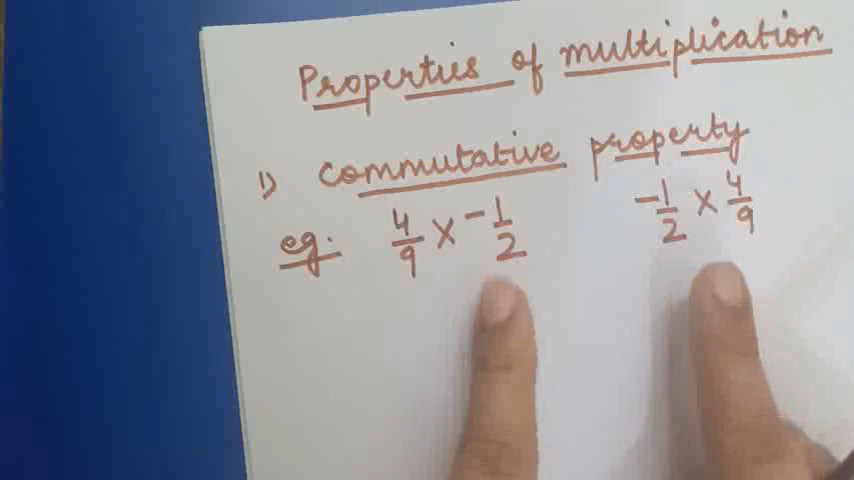 Properties of multiplication
1) commutative property
eg. 4/9 × -1/2 -1/2 × 4/9